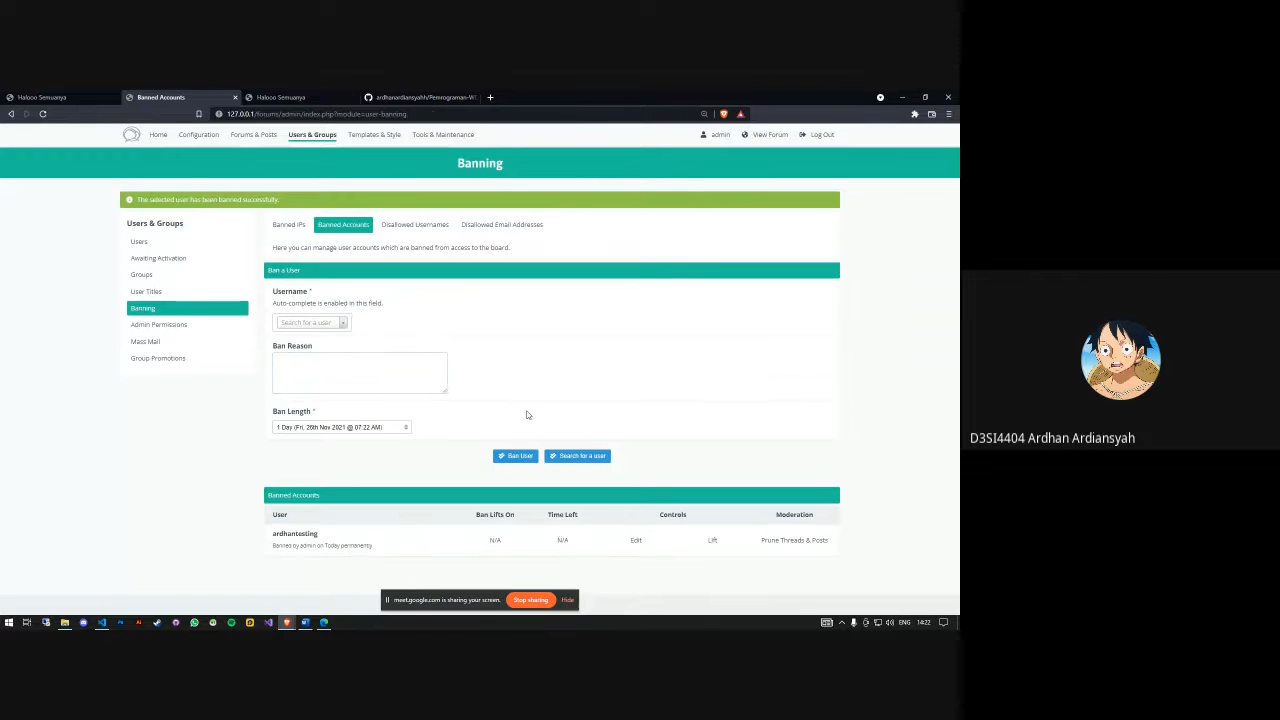 Halooo Semuanya
Banned Accounts
Halooo Semuanya
ardhanardiansyahh/Pemrograman-W
127.0.0.1/forums/admin/index.php?module=user-banning
Home
Configuration
Forums & Posts
Users & Groups
Templates & Style
Tools & Maintenance
admin
View Forum
Log Out
Banning
The selected user has been banned successfully.
Users & Groups
Users
Awaiting Activation
Groups
User Titles
Banning
Admin Permissions
Mass Mail
Group Promotions
Banned IPs
Banned Accounts
Disallowed Usernames
Disallowed Email Addresses
Here you can manage user accounts which are banned from access to the board.
Ban a User
Username *
Auto-complete is enabled in this field.
Search for a user
Ban Reason
Ban Length *
1 Day (Fri, 26th Nov 2021 @ 07:22 AM)
Ban User
Search for a user
Banned Accounts
User
Ban Lifts On
Time Left
Controls
Moderation
ardhantesting
Banned by admin on Today permanently
N/A
N/A
Edit
Lift
Prune Threads & Posts
meet.google.com is sharing your screen.
Stop sharing
Hide
ENG
14:22
D3SI4404 Ardhan Ardiansyah